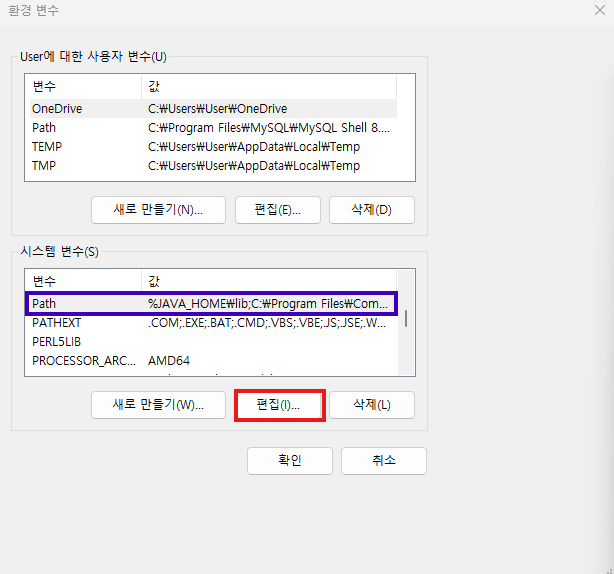 환경 변수
User에 대한 사용자 변수(U)
변수 값
OneDrive C:₩Users₩User₩OneDrive
Path C:₩Program Files₩MySQL₩MySQL Shell 8....
TEMP C:₩Users₩User₩AppData₩Local₩Temp
TMP C:₩Users₩User₩AppData₩Local₩Temp
새로 만들기(N)... 편집(E)... 삭제(D)
시스템 변수(S)
변수 값
Path %JAVA_HOME₩lib;C:₩Program Files₩Com...
PATHEXT .COM;.EXE;.BAT;.CMD;.VBS;.VBE;.JS;.JSE;.W...
PERL5LIB
PROCESSOR_ARC... AMD64
새로 만들기(W)... 편집(I)... 삭제(L)
확인 취소